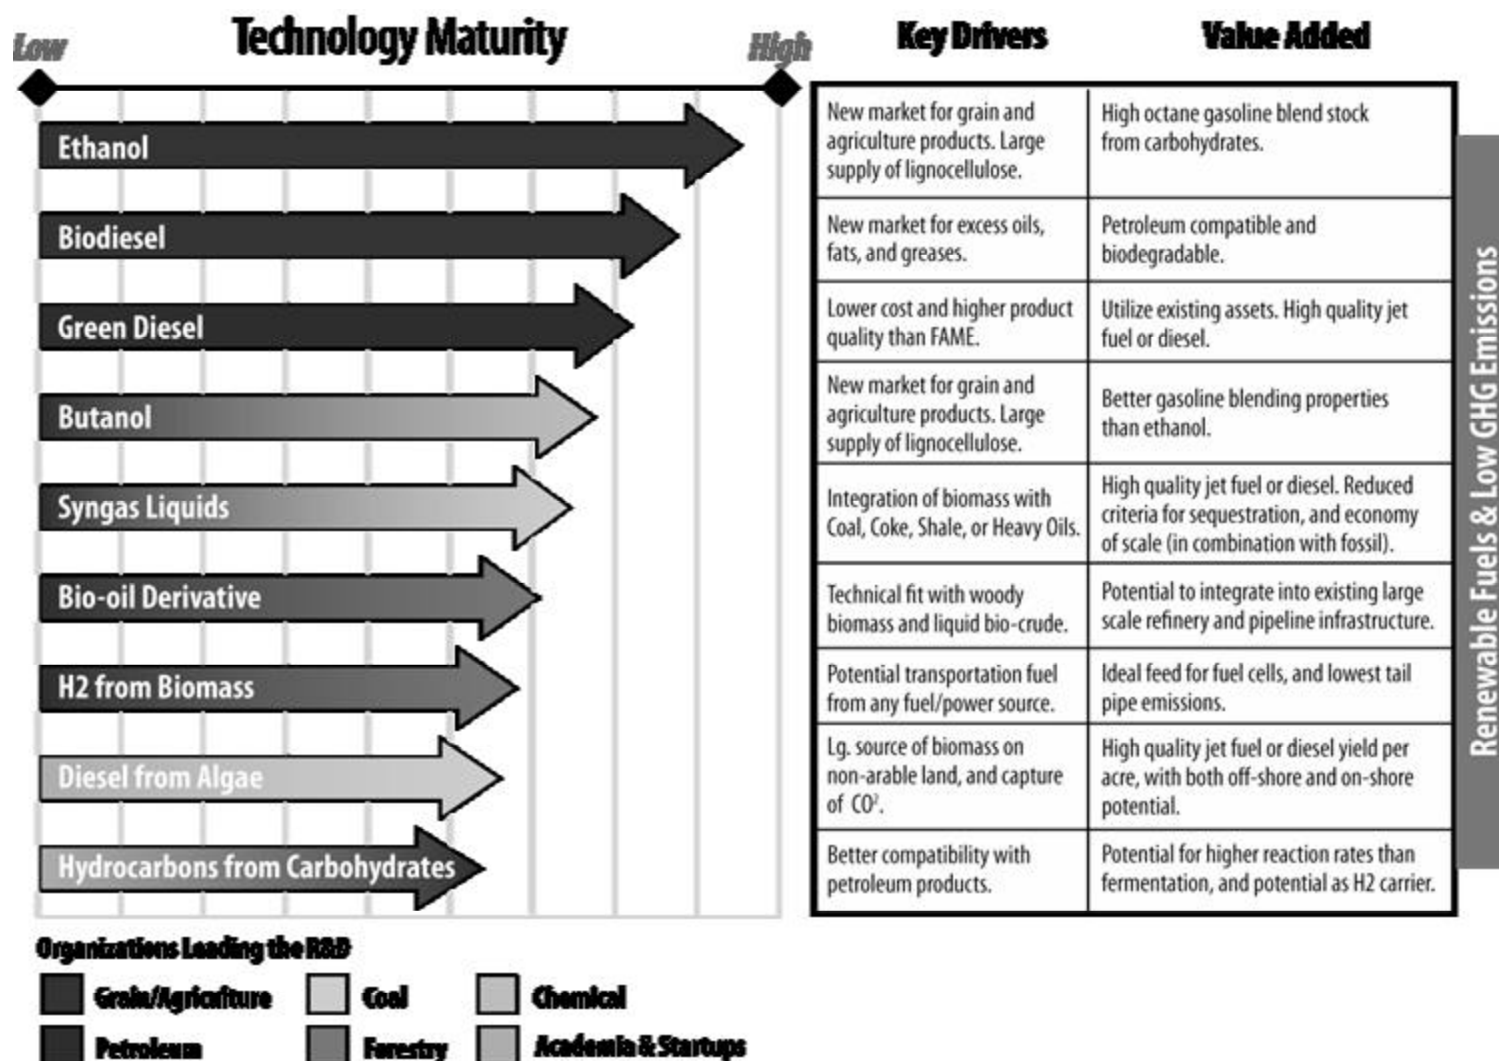 Technology Maturity
Low
High
Key Drivers
Value Added
Ethanol
New market for grain and
agriculture products. Large
supply of lignocellulose.
High octane gasoline blend stock
from carbohydrates.
Biodiesel
New market for excess oils,
fats, and greases.
Petroleum compatible and
biodegradable.
Green Diesel
Lower cost and higher product
quality than FAME.
Utilize existing assets. High quality jet
fuel or diesel.
Butanol
New market for grain and
agriculture products. Large
supply of lignocellulose.
Better gasoline blending properties
than ethanol.
Syngas Liquids
Integration of biomass with
Coal, Coke, Shale, or Heavy Oils.
High quality jet fuel or diesel. Reduced
criteria for sequestration, and economy
of scale (in combination with fossil).
Bio-oil Derivative
Technical fit with woody
biomass and liquid bio-crude.
Potential to integrate into existing large
scale refinery and pipeline infrastructure.
H2 from Biomass
Potential transportation fuel
from any fuel/power source.
Ideal feed for fuel cells, and lowest tail
pipe emissions.
Diesel from Algae
Lg. source of biomass on
non-arable land, and capture
of CO².
High quality jet fuel or diesel yield per
acre, with both off-shore and on-shore
potential.
Hydrocarbons from Carbohydrates
Better compatibility with
petroleum products.
Potential for higher reaction rates than
fermentation, and potential as H2 carrier.
Renewable Fuels & Low GHG Emissions
Organizations Leading the R&D
Grain/Agriculture
Coal
Chemical
Petroleum
Forestry
Academia & Startups